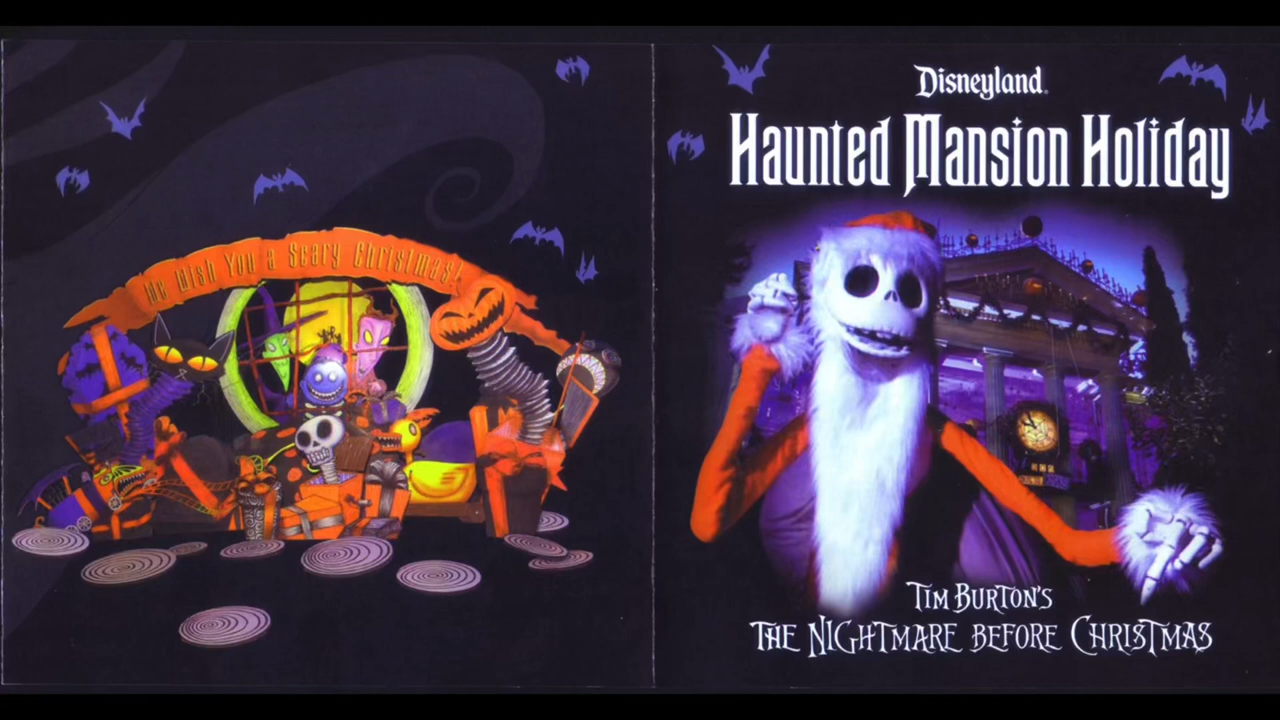 We Wish You a Scary Christmas!
Disneyland®
Haunted Mansion Holiday
Tim Burton's
The Nightmare Before Christmas